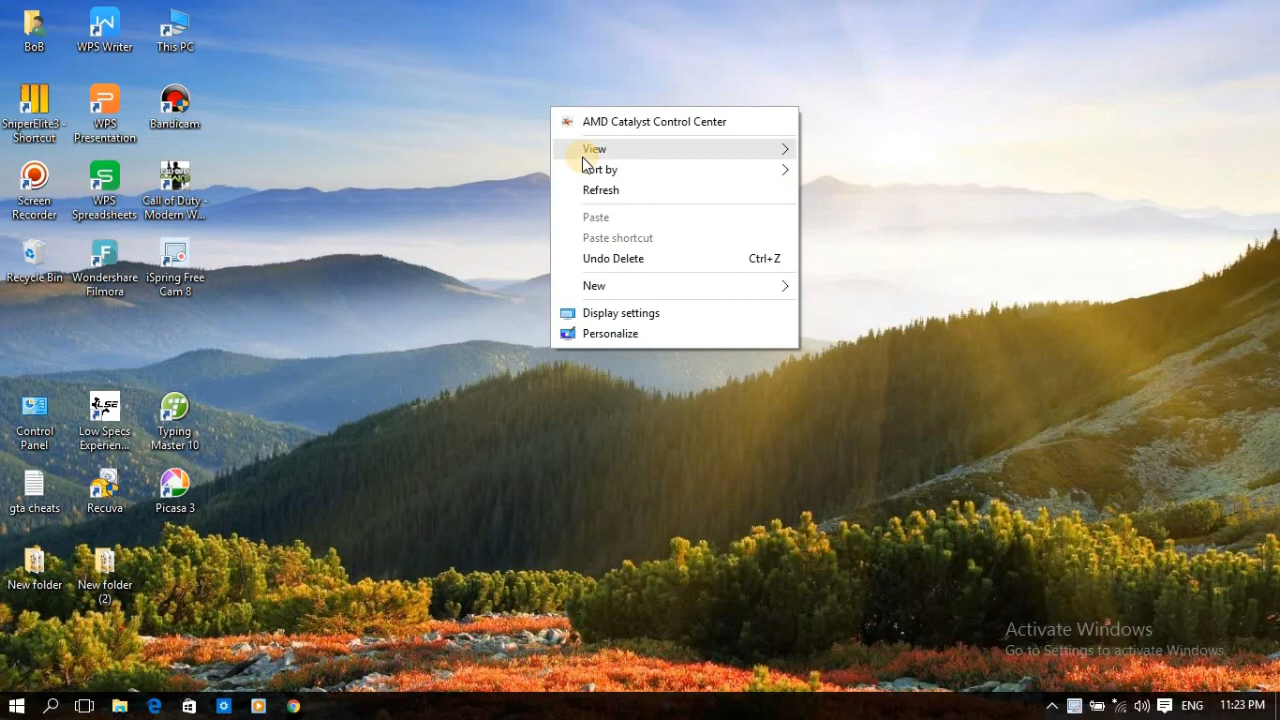 BoB
WPS Writer
This PC
SniperElite3 -
Shortcut
WPS
Presentation
Bandicam
Screen
Recorder
WPS
Spreadsheets
Call of Duty -
Modern W...
Recycle Bin
Wondershare
Filmora
iSpring Free
Cam 8
Control
Panel
Low Specs
Experien...
Typing
Master 10
gta cheats
Recuva
Picasa 3
New folder
New folder
(2)
AMD Catalyst Control Center
View
Sort by
Refresh
Paste
Paste shortcut
Undo Delete Ctrl+Z
New
Display settings
Personalize
Activate Windows
Go to Settings to activate Windows.
ENG 11:23 PM